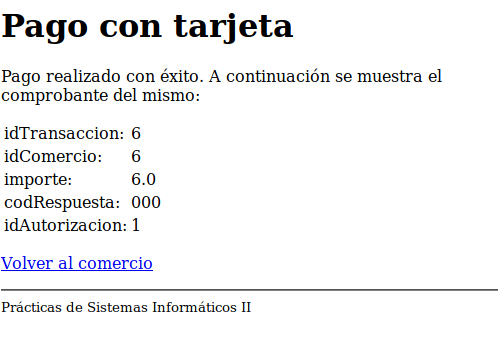 Pago con tarjeta
Pago realizado con éxito. A continuación se muestra el
comprobante del mismo:
idTransaccion: 6
idComercio: 6
importe: 6.0
codRespuesta: 000
idAutorizacion: 1
Volver al comercio
Prácticas de Sistemas Informáticos II